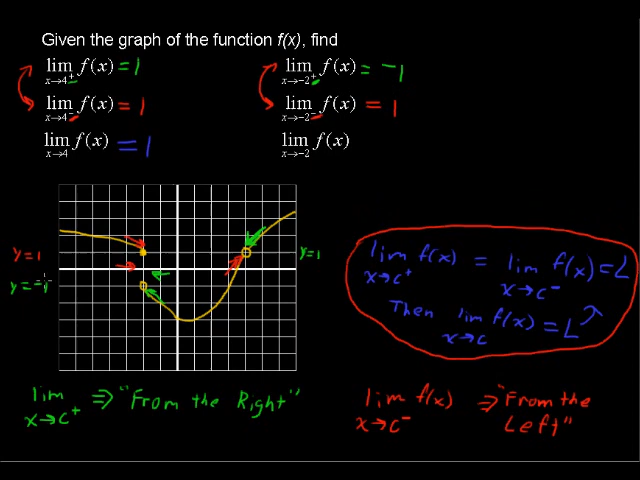 Given the graph of the function f(x), find
lim x→4⁺ f(x) = 1
lim x→4⁻ f(x) = 1
lim x→4 f(x) = 1
lim x→-2⁺ f(x) = -1
lim x→-2⁻ f(x) = 1
lim x→-2 f(x)
y = 1
y = -1
y = 1
lim x→c⁺ f(x) = lim x→c⁻ f(x) = L
Then lim x→c f(x) = L
lim x→c⁺ ⇒ "From the Right"
lim x→c⁻ f(x) ⇒ "From the
Left"